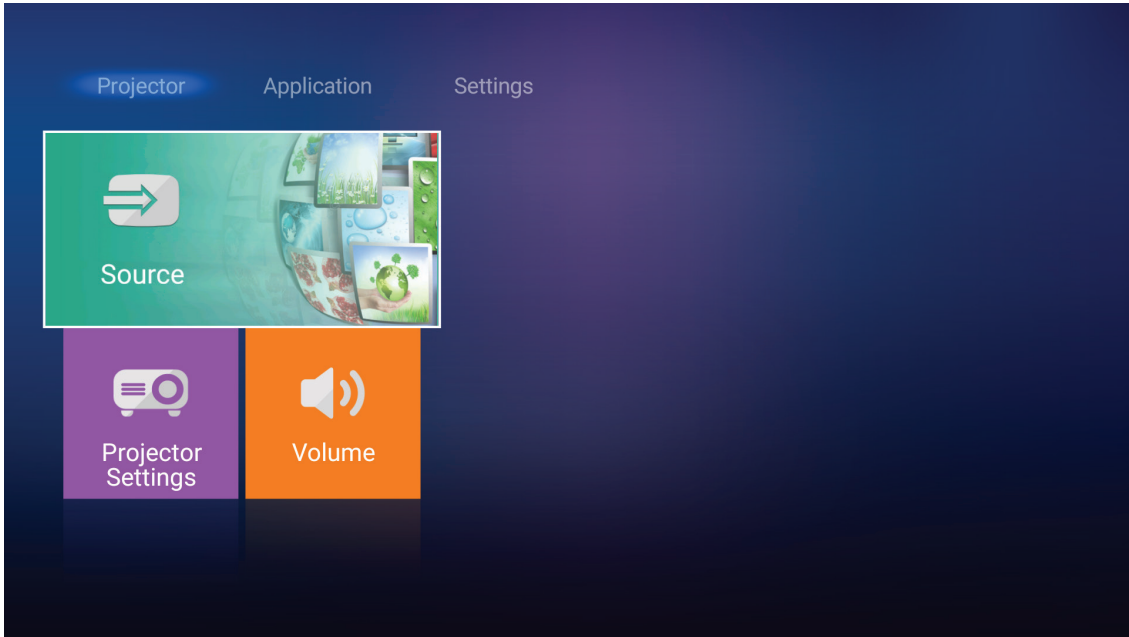 Projector
Application
Settings
Source
Projector
Settings
Volume